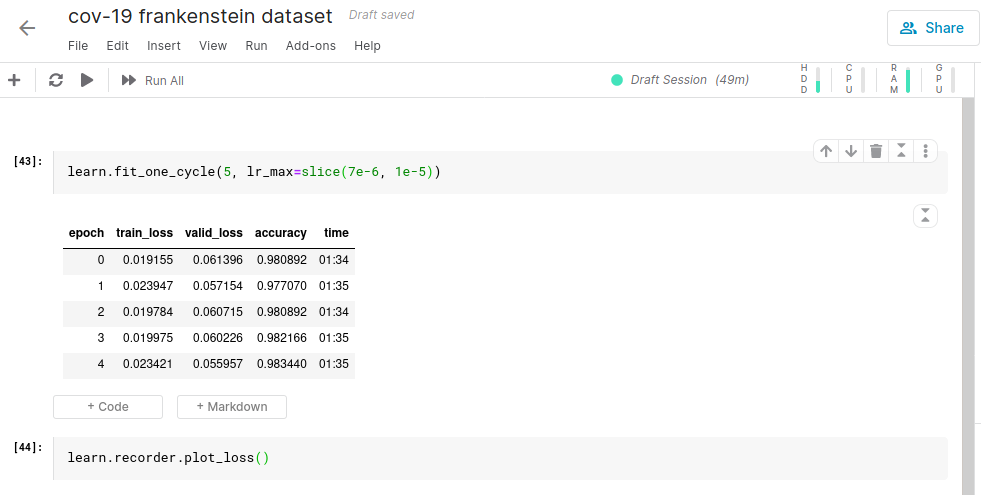 cov-19 frankenstein dataset Draft saved
Share
File Edit Insert View Run Add-ons Help
Run All
Draft Session (49m)
HDD CPU RAM GPU
[43]:
learn.fit_one_cycle(5, lr_max=slice(7e-6, 1e-5))
epoch train_loss valid_loss accuracy time
0 0.019155 0.061396 0.980892 01:34
1 0.023947 0.057154 0.977070 01:35
2 0.019784 0.060715 0.980892 01:34
3 0.019975 0.060226 0.982166 01:35
4 0.023421 0.055957 0.983440 01:35
+ Code + Markdown
[44]:
learn.recorder.plot_loss()